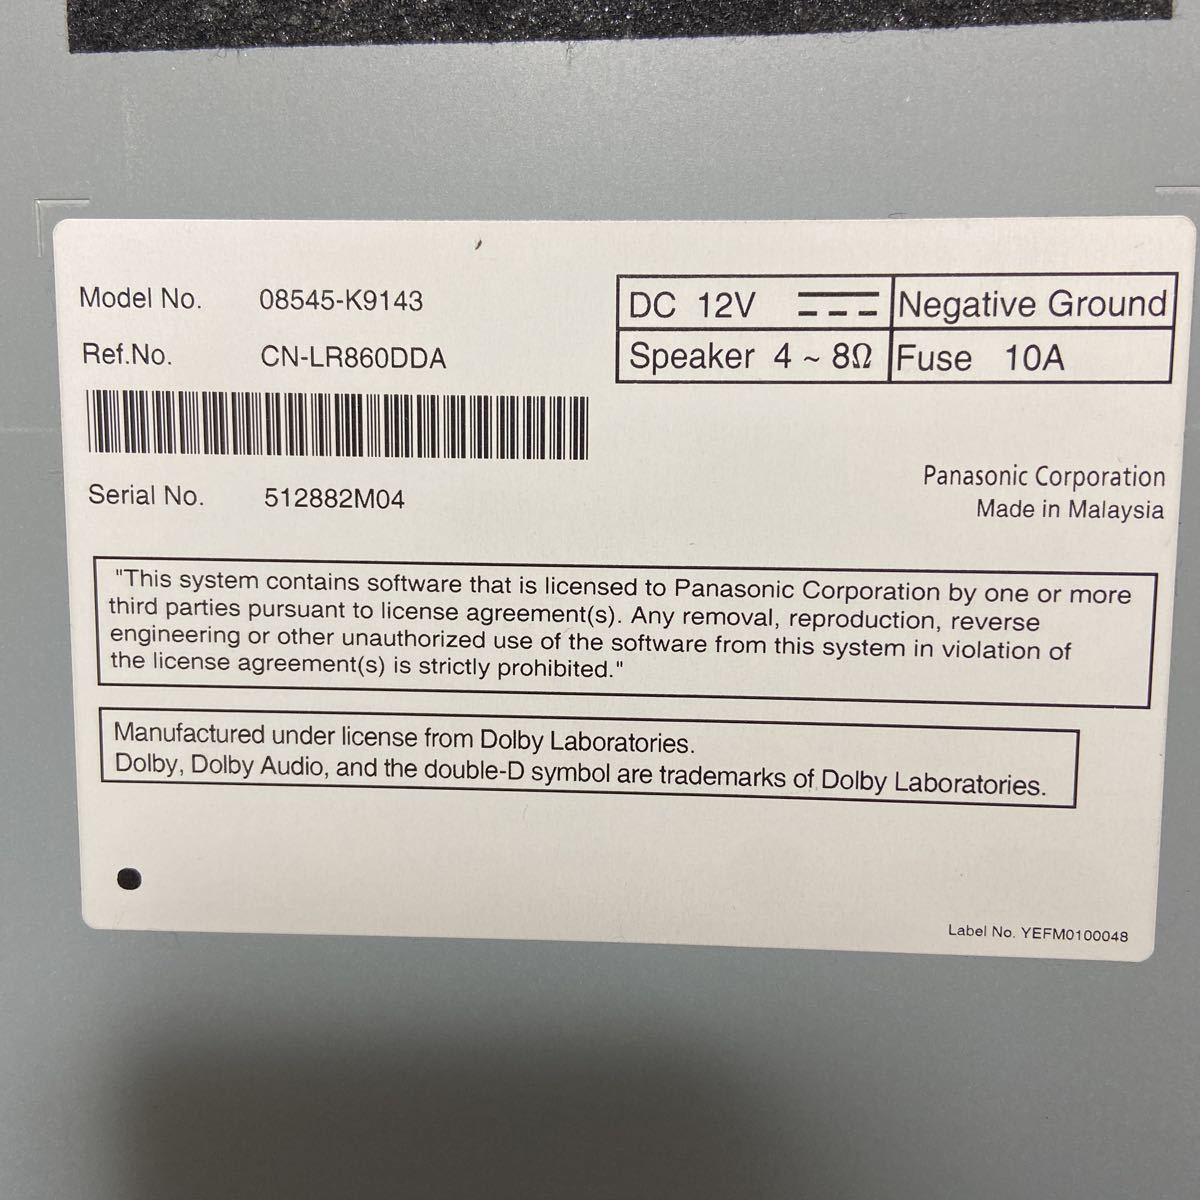 Model No. 08545-K9143
Ref.No. CN-LR860DDA
DC 12V Negative Ground
Speaker 4 ~ 8Ω Fuse 10A
Serial No. 512882M04
Panasonic Corporation
Made in Malaysia
"This system contains software that is licensed to Panasonic Corporation by one or more
third parties pursuant to license agreement(s). Any removal, reproduction, reverse
engineering or other unauthorized use of the software from this system in violation of
the license agreement(s) is strictly prohibited."
Manufactured under license from Dolby Laboratories.
Dolby, Dolby Audio, and the double-D symbol are trademarks of Dolby Laboratories.
Label No. YEFM0100048